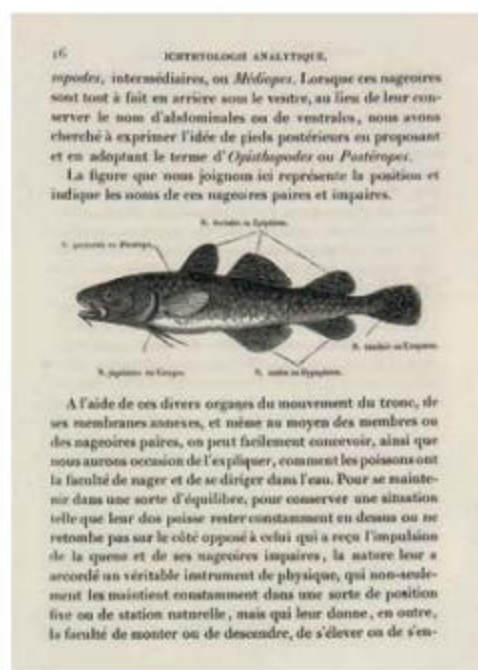 16 ICHTHYOLOGIE ANALYTIQUE,
ropodes, intermédiaires, ou Médiopes. Lorsque ces nageoires
sont tout à fait en arrière sous le ventre, au lieu de leur con-
server le nom d'abdominales ou de ventrales, nous avons
cherché à exprimer l'idée de pieds postérieurs en proposant
et en adoptant le terme d'Opisthopodes ou Postéropes.
La figure que nous joignons ici représente la position et
indique les noms de ces nageoires paires et impaires.
A l'aide de ces divers organes du mouvement du tronc, de
ses membranes annexes, et même au moyen des membres ou
des nageoires paires, on peut facilement concevoir, ainsi que
nous aurons occasion de l'expliquer, comment les poissons ont
la faculté de nager et de se diriger dans l'eau. Pour se mainte-
nir dans une sorte d'équilibre, pour conserver une situation
telle que leur dos puisse rester constamment en dessus ou ne
retombe pas sur le côté opposé à celui qui a reçu l'impulsion
de la queue et de ses nageoires impaires, la nature leur a
accordé un véritable instrument de physique, qui non-seule-
ment les maintient constamment dans une sorte de position
fixe ou de station naturelle, mais qui leur donne, en outre,
la faculté de monter ou de descendre, de s'élever ou de s'en-